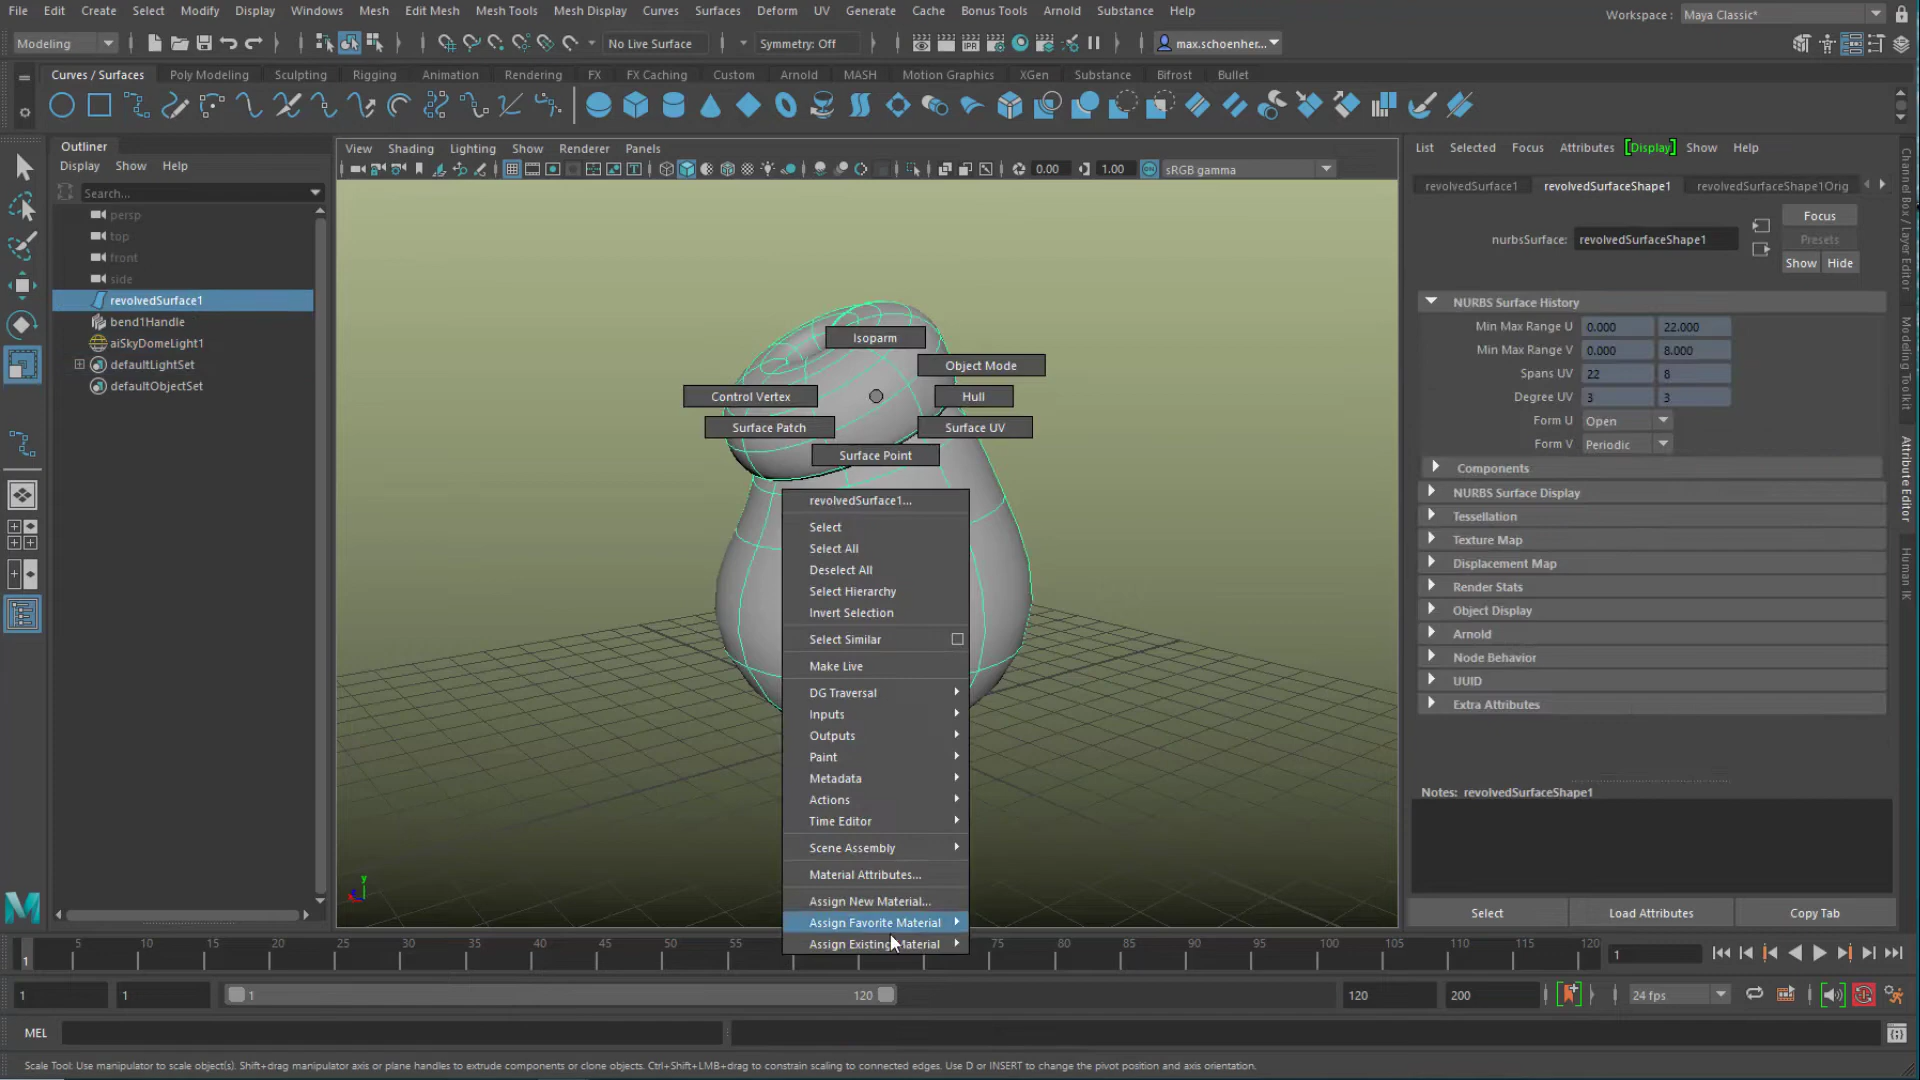 File Edit Create Select Modify Display Windows Mesh Edit Mesh Mesh Tools Mesh Display Curves Surfaces Deform UV Generate Cache Bonus Tools Arnold Substance Help
Workspace : Maya Classic*
Modeling No Live Surface Symmetry: Off max.schoenher...
Curves / Surfaces Poly Modeling Sculpting Rigging Animation Rendering FX FX Caching Custom Arnold MASH Motion Graphics XGen Substance Bifrost Bullet
Outliner
Display Show Help
Search...
persp
top
front
side
revolvedSurface1
bend1Handle
aiSkyDomeLight1
defaultLightSet
defaultObjectSet
View Shading Lighting Show Renderer Panels
IPR
0.00 1.00 sRGB gamma
Isoparm
Object Mode
Control Vertex Hull
Surface Patch Surface UV
Surface Point
revolvedSurface1...
Select
Select All
Deselect All
Select Hierarchy
Invert Selection
Select Similar
Make Live
DG Traversal
Inputs
Outputs
Paint
Metadata
Actions
Time Editor
Scene Assembly
Material Attributes...
Assign New Material...
Assign Favorite Material
Assign Existing Material
y
List Selected Focus Attributes [Display] Show Help
revolvedSurface1 revolvedSurfaceShape1 revolvedSurfaceShape1Orig
Focus
nurbsSurface: revolvedSurfaceShape1 Presets
Show Hide
NURBS Surface History
Min Max Range U 0.000 22.000
Min Max Range V 0.000 8.000
Spans UV 22 8
Degree UV 3 3
Form U Open
Form V Periodic
Components
NURBS Surface Display
Tessellation
Texture Map
Displacement Map
Render Stats
Object Display
Arnold
Node Behavior
UUID
Extra Attributes
Notes: revolvedSurfaceShape1
Select Load Attributes Copy Tab
Channel Box / Layer Editor
Modeling Toolkit
Attribute Editor
Human IK
1 5 10 15 20 25 30 35 40 45 50 55 75 80 85 90 95 100 105 110 115 120 1
1 1 1 120 120 200 24 fps
MEL
Scale Tool: Use manipulator to scale object(s). Shift+drag manipulator axis or plane handles to extrude components or clone objects. Ctrl+Shift+LMB+drag to constrain scaling to connected edges. Use D or INSERT to change the pivot position and axis orientation.